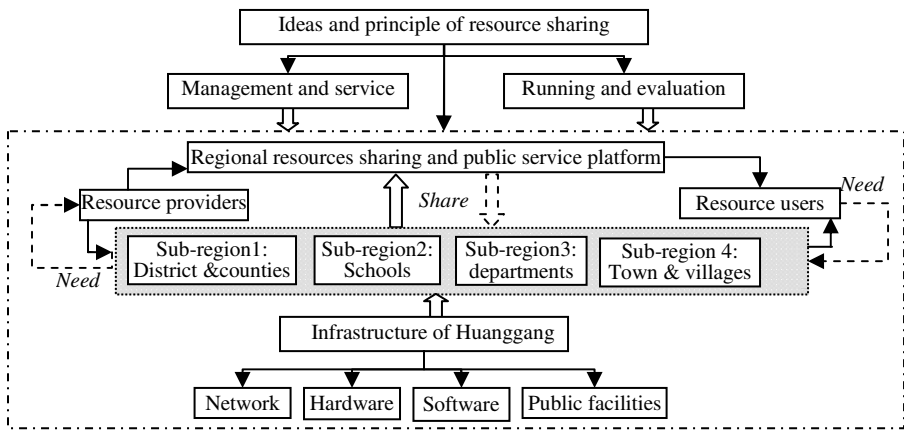 Ideas and principle of resource sharing
Management and service
Running and evaluation
Regional resources sharing and public service platform
Resource providers
Share
Need
Resource users
Sub-region1:
District &counties
Sub-region2:
Schools
Sub-region3:
departments
Sub-region 4:
Town & villages
Need
Infrastructure of Huanggang
Network
Hardware
Software
Public facilities